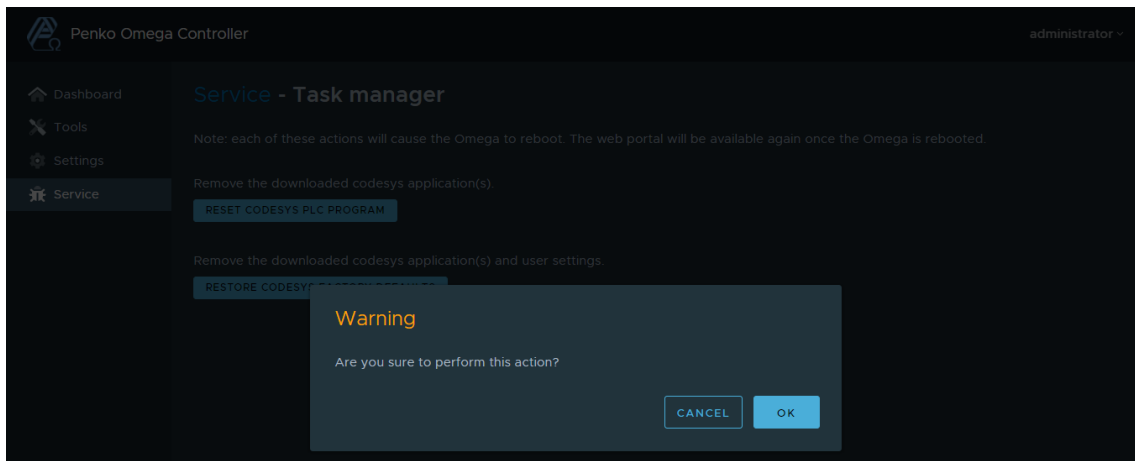 Penko Omega Controller
administrator
Dashboard
Tools
Settings
Service
Service - Task manager
Note: each of these actions will cause the Omega to reboot. The web portal will be available again once the Omega is rebooted.
Remove the downloaded codesys application(s).
RESET CODESYS PLC PROGRAM
Remove the downloaded codesys application(s) and user settings.
RESTORE CODESYS
Warning
Are you sure to perform this action?
CANCEL
OK